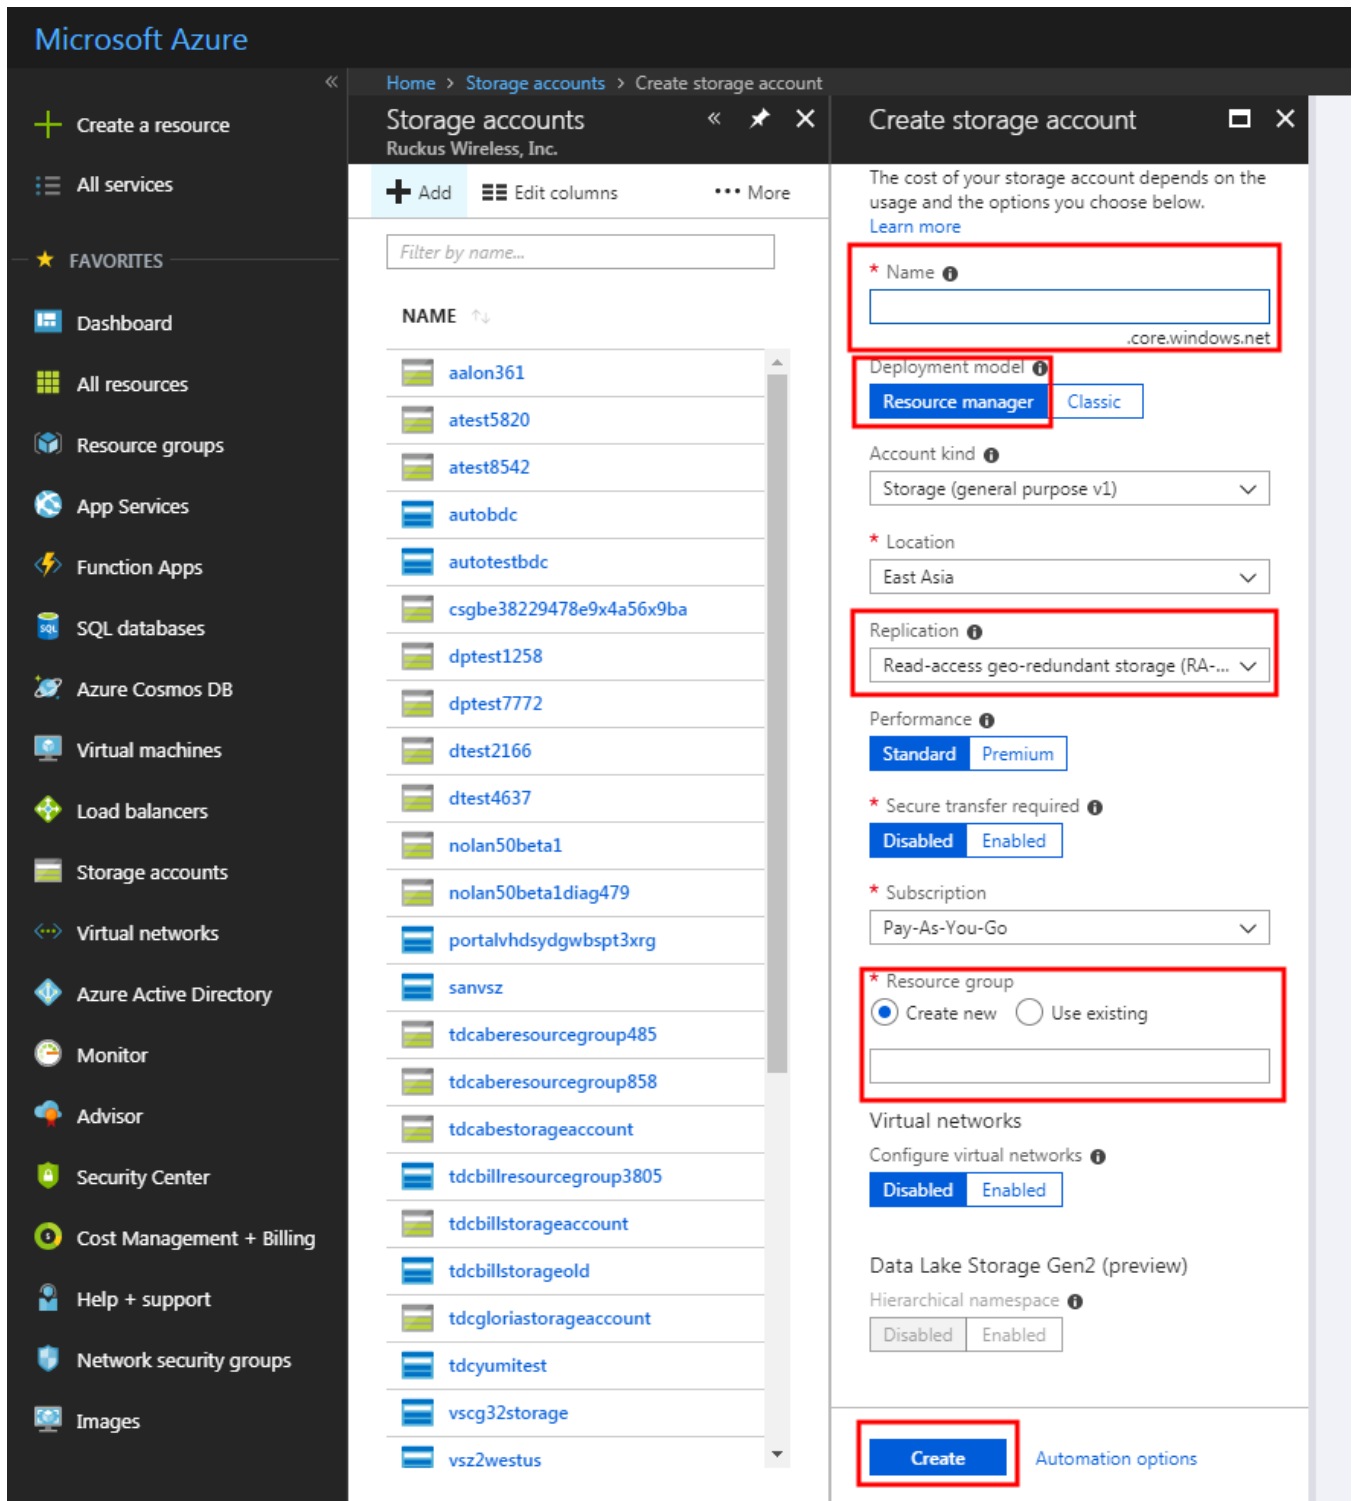 Microsoft Azure
Create a resource
All services
FAVORITES
Dashboard
All resources
Resource groups
App Services
Function Apps
SQL databases
Azure Cosmos DB
Virtual machines
Load balancers
Storage accounts
Virtual networks
Azure Active Directory
Monitor
Advisor
Security Center
Cost Management + Billing
Help + support
Network security groups
Images
Home > Storage accounts > Create storage account
Storage accounts
Ruckus Wireless, Inc.
Add Edit columns ••• More
Filter by name...
NAME
aalon361
atest5820
atest8542
autobdc
autotestbdc
csgbe38229478e9x4a56x9ba
dptest1258
dptest7772
dtest2166
dtest4637
nolan50beta1
nolan50beta1diag479
portalvhdsydgwbspt3xrg
sanvsz
tdcaberesourcegroup485
tdcaberesourcegroup858
tdcabestorageaccount
tdcbillresourcegroup3805
tdcbillstorageaccount
tdcbillstorageold
tdcgloriastorageaccount
tdcyumitest
vscg32storage
vsz2westus
Create storage account
The cost of your storage account depends on the
usage and the options you choose below.
Learn more
* Name
.core.windows.net
Deployment model
Resource manager Classic
Account kind
Storage (general purpose v1)
* Location
East Asia
Replication
Read-access geo-redundant storage (RA-...
Performance
Standard Premium
* Secure transfer required
Disabled Enabled
* Subscription
Pay-As-You-Go
* Resource group
Create new Use existing
Virtual networks
Configure virtual networks
Disabled Enabled
Data Lake Storage Gen2 (preview)
Hierarchical namespace
Disabled Enabled
Create Automation options